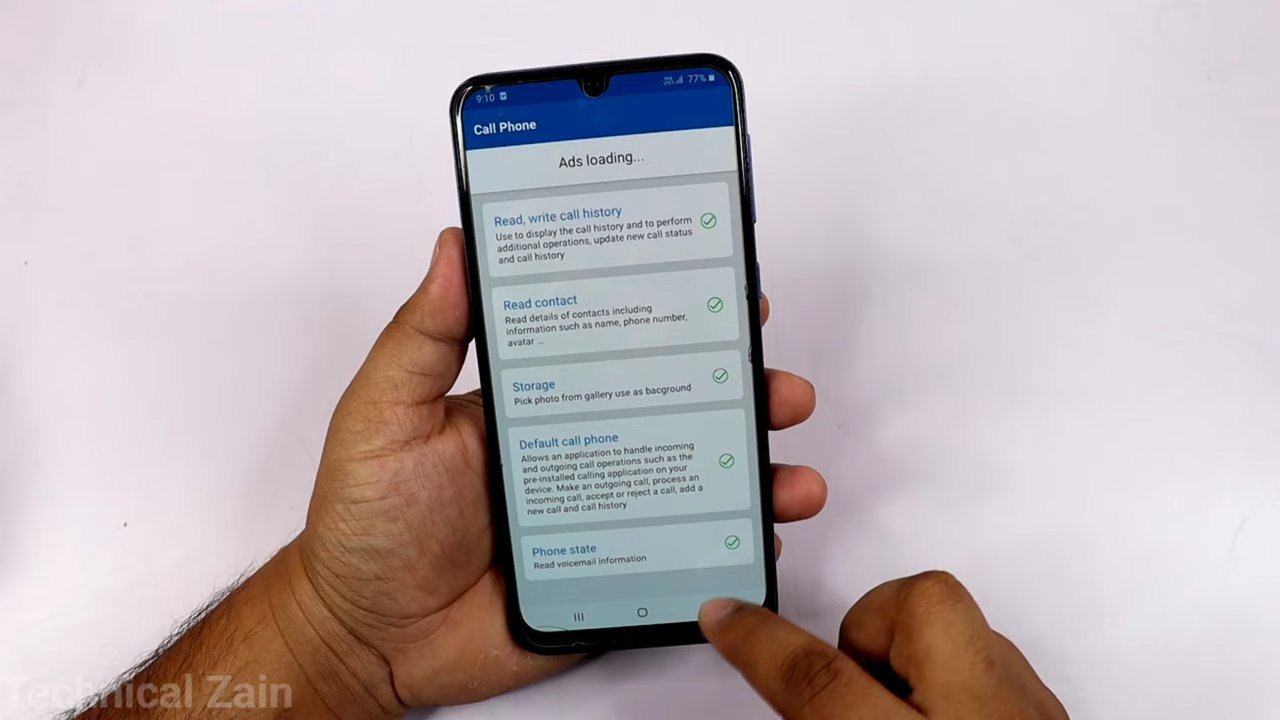 9:10
77%
Call Phone
Ads loading...
Read, write call history
Use to display the call history and to perform
additional operations, update new call status
and call history
Read contact
Read details of contacts including
information such as name, phone number,
avatar ...
Storage
Pick photo from gallery use as bacground
Default call phone
Allows an application to handle incoming
and outgoing call operations such as the
pre-installed calling application on your
device. Make an outgoing call, process an
incoming call, accept or reject a call, add a
new call and call history
Phone state
Read voicemail information
Technical Zain